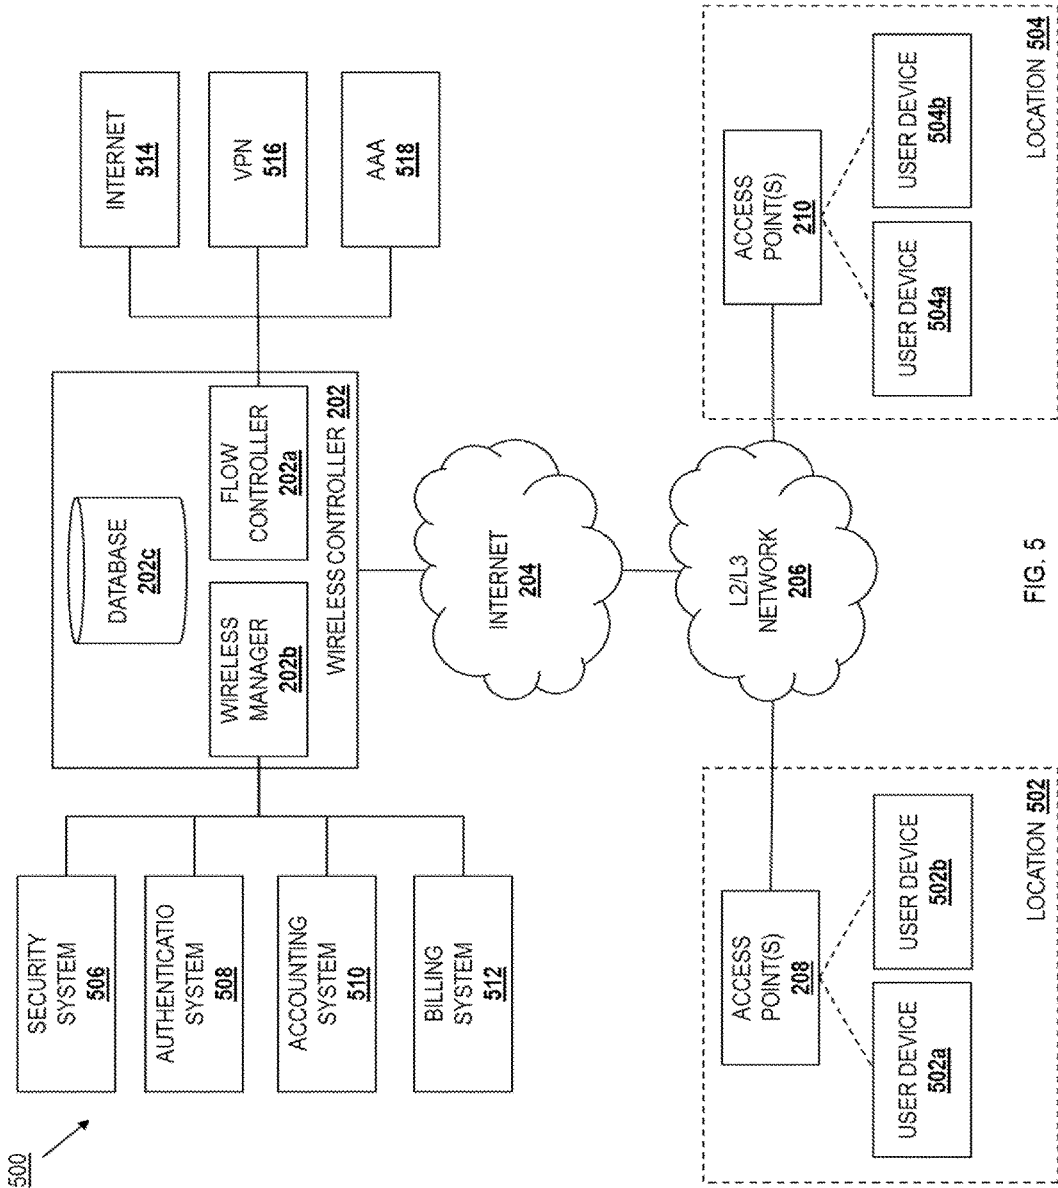 500
SECURITY
SYSTEM
506
AUTHENTICATIO
SYSTEM
508
ACCOUNTING
SYSTEM
510
BILLING
SYSTEM
512
DATABASE
202c
WIRELESS
MANAGER
202b
FLOW
CONTROLLER
202a
WIRELESS CONTROLLER 202
INTERNET
514
VPN
516
AAA
518
INTERNET
204
L2/L3
NETWORK
206
ACCESS
POINT(S)
208
USER DEVICE
502a
USER DEVICE
502b
LOCATION 502
ACCESS
POINT(S)
210
USER DEVICE
504a
USER DEVICE
504b
LOCATION 504
FIG. 5